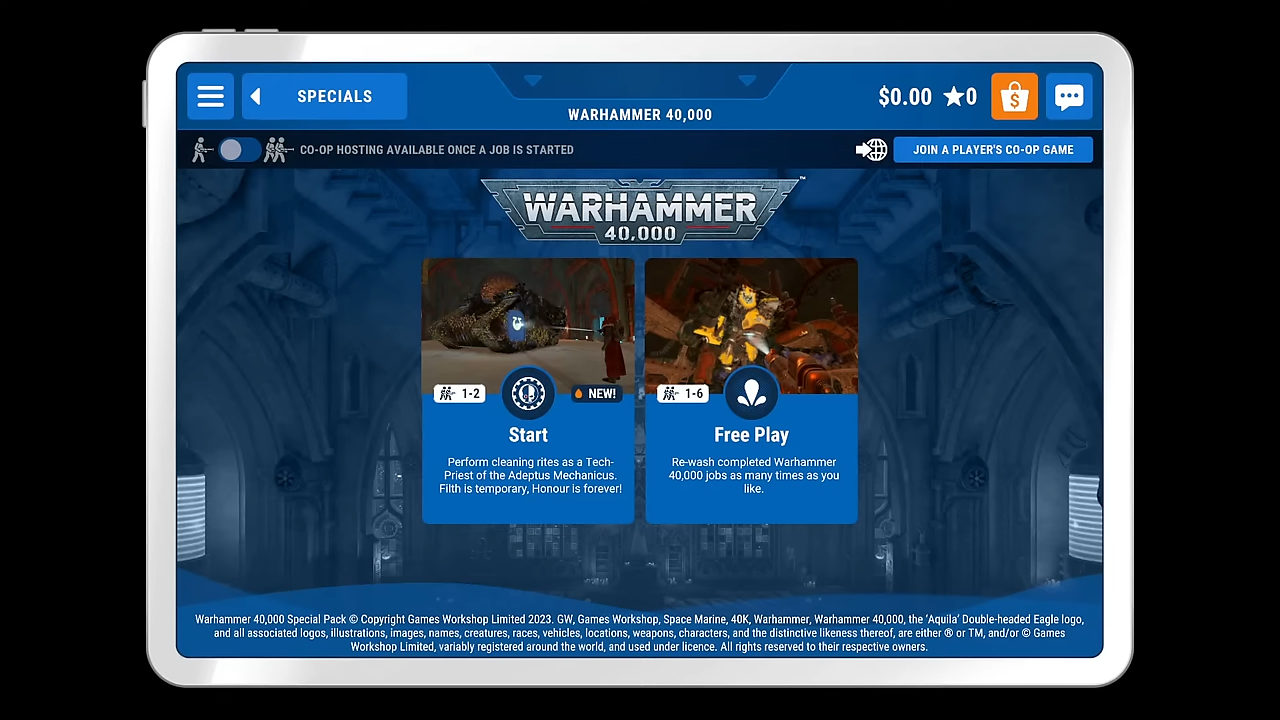 SPECIALS
WARHAMMER 40,000
$0.00 ★0
CO-OP HOSTING AVAILABLE ONCE A JOB IS STARTED
JOIN A PLAYER'S CO-OP GAME
WARHAMMER™
40,000
1-2
NEW!
Start
Perform cleaning rites as a Tech-
Priest of the Adeptus Mechanicus.
Filth is temporary, Honour is forever!
1-6
Free Play
Re-wash completed Warhammer
40,000 jobs as many times as you
like.
Warhammer 40,000 Special Pack © Copyright Games Workshop Limited 2023. GW, Games Workshop, Space Marine, 40K, Warhammer, Warhammer 40,000, the 'Aquila' Double-headed Eagle logo,
and all associated logos, illustrations, images, names, creatures, races, vehicles, locations, weapons, characters, and the distinctive likeness thereof, are either ® or TM, and/or © Games
Workshop Limited, variably registered around the world, and used under licence. All rights reserved to their respective owners.